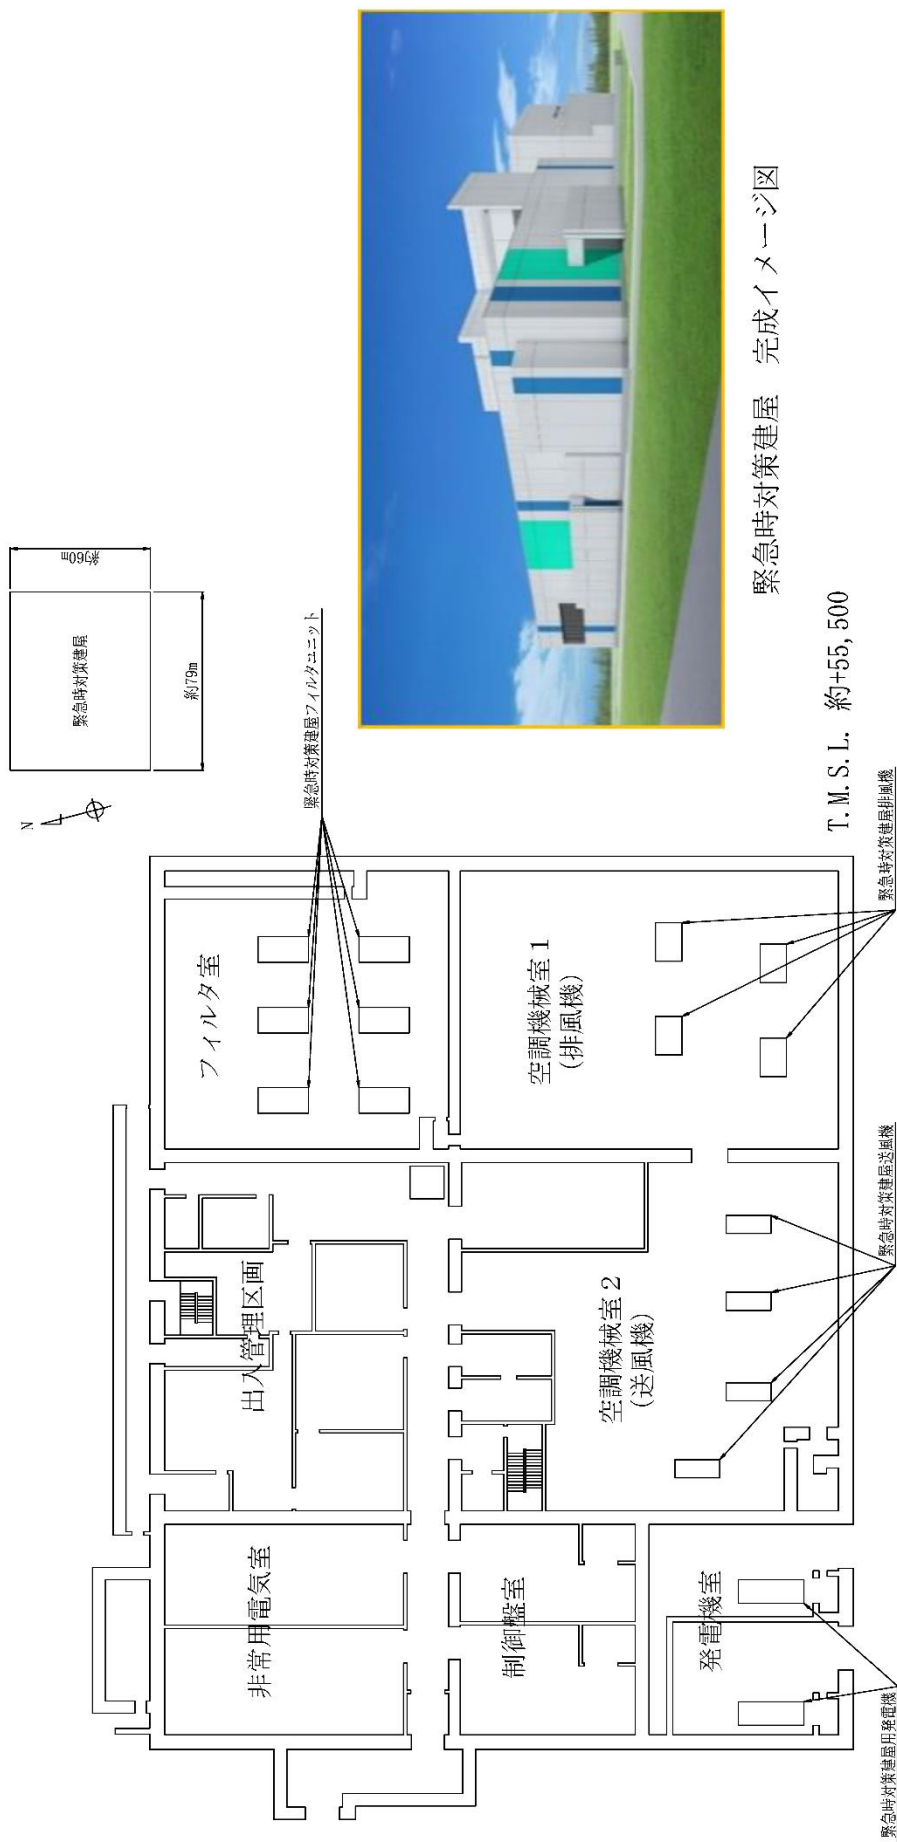 約60m
緊急時対策建屋
約79m
N
緊急時対策建屋フィルタユニット
フィルタ室
出入管理区画
非常用電気室
空調機械室1
(排風機)
空調機械室2
(送風機)
制御盤室
発電機室
緊急時対策建屋排風機
緊急時対策建屋送風機
緊急時対策建屋用発電機
T.M.S.L. 約+55,500
緊急時対策建屋 完成イメージ図